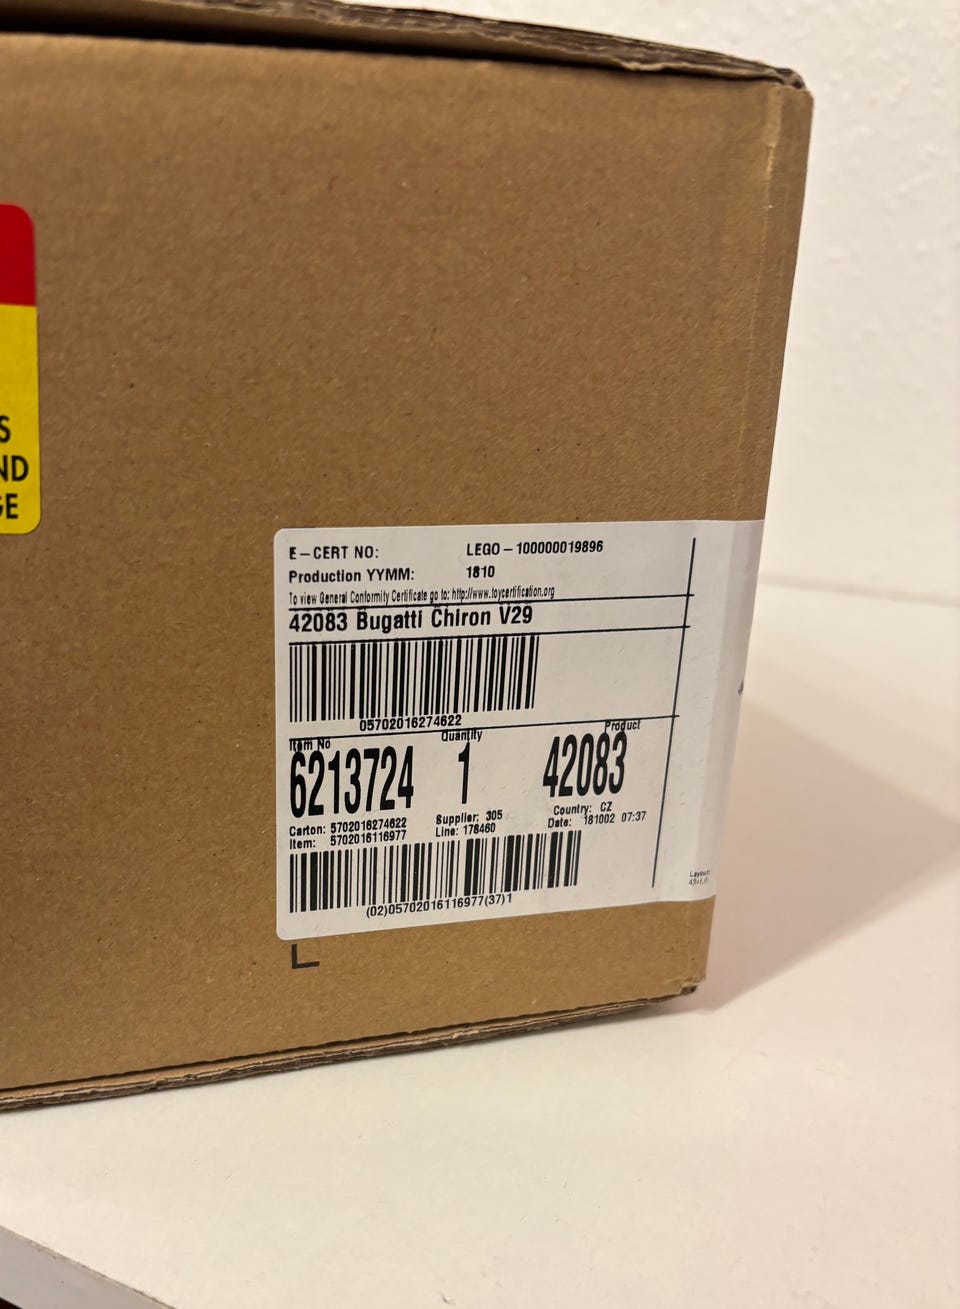 S
ND
GE
E-CERT NO: LEGO - 100000019896
Production YYMM: 1810
To view General Conformity Certificate go to: http://www.toycertification.org
42083 Bugatti Chiron V29
05702016274622
Item No Quantity Product
6213724 1 42083
Carton: 5702016274622 Supplier: 305 Country: CZ
Item: 5702016116977 Line: 178460 Date: 181002 07:37
(02)05702016116977(37)1
Layout